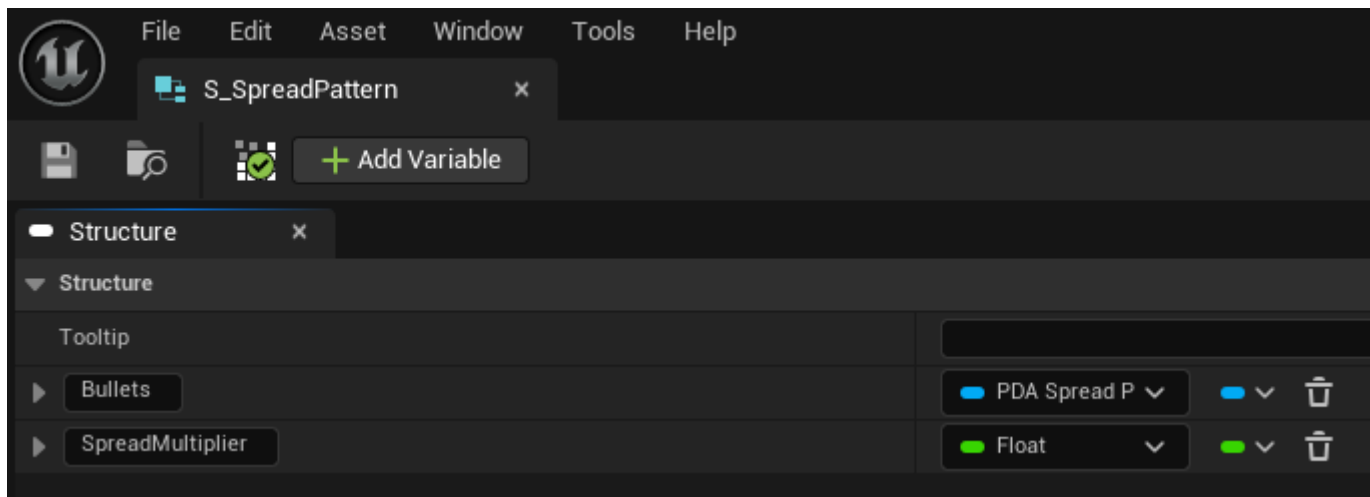 File Edit Asset Window Tools Help
S_SpreadPattern
Add Variable
Structure
Structure
Tooltip
Bullets PDA Spread P
SpreadMultiplier Float